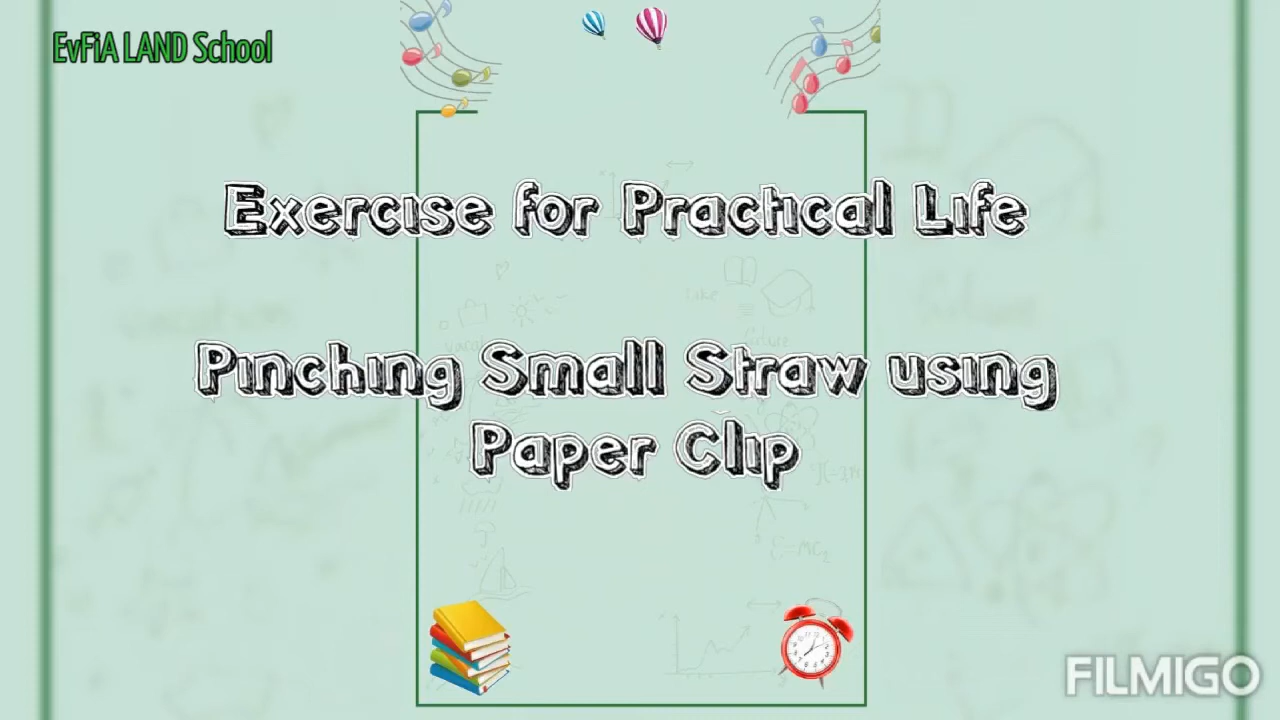 EvFiA LAND School
Exercise for Practical Life
Pinching Small Straw using
Paper Clip
FILMIGO